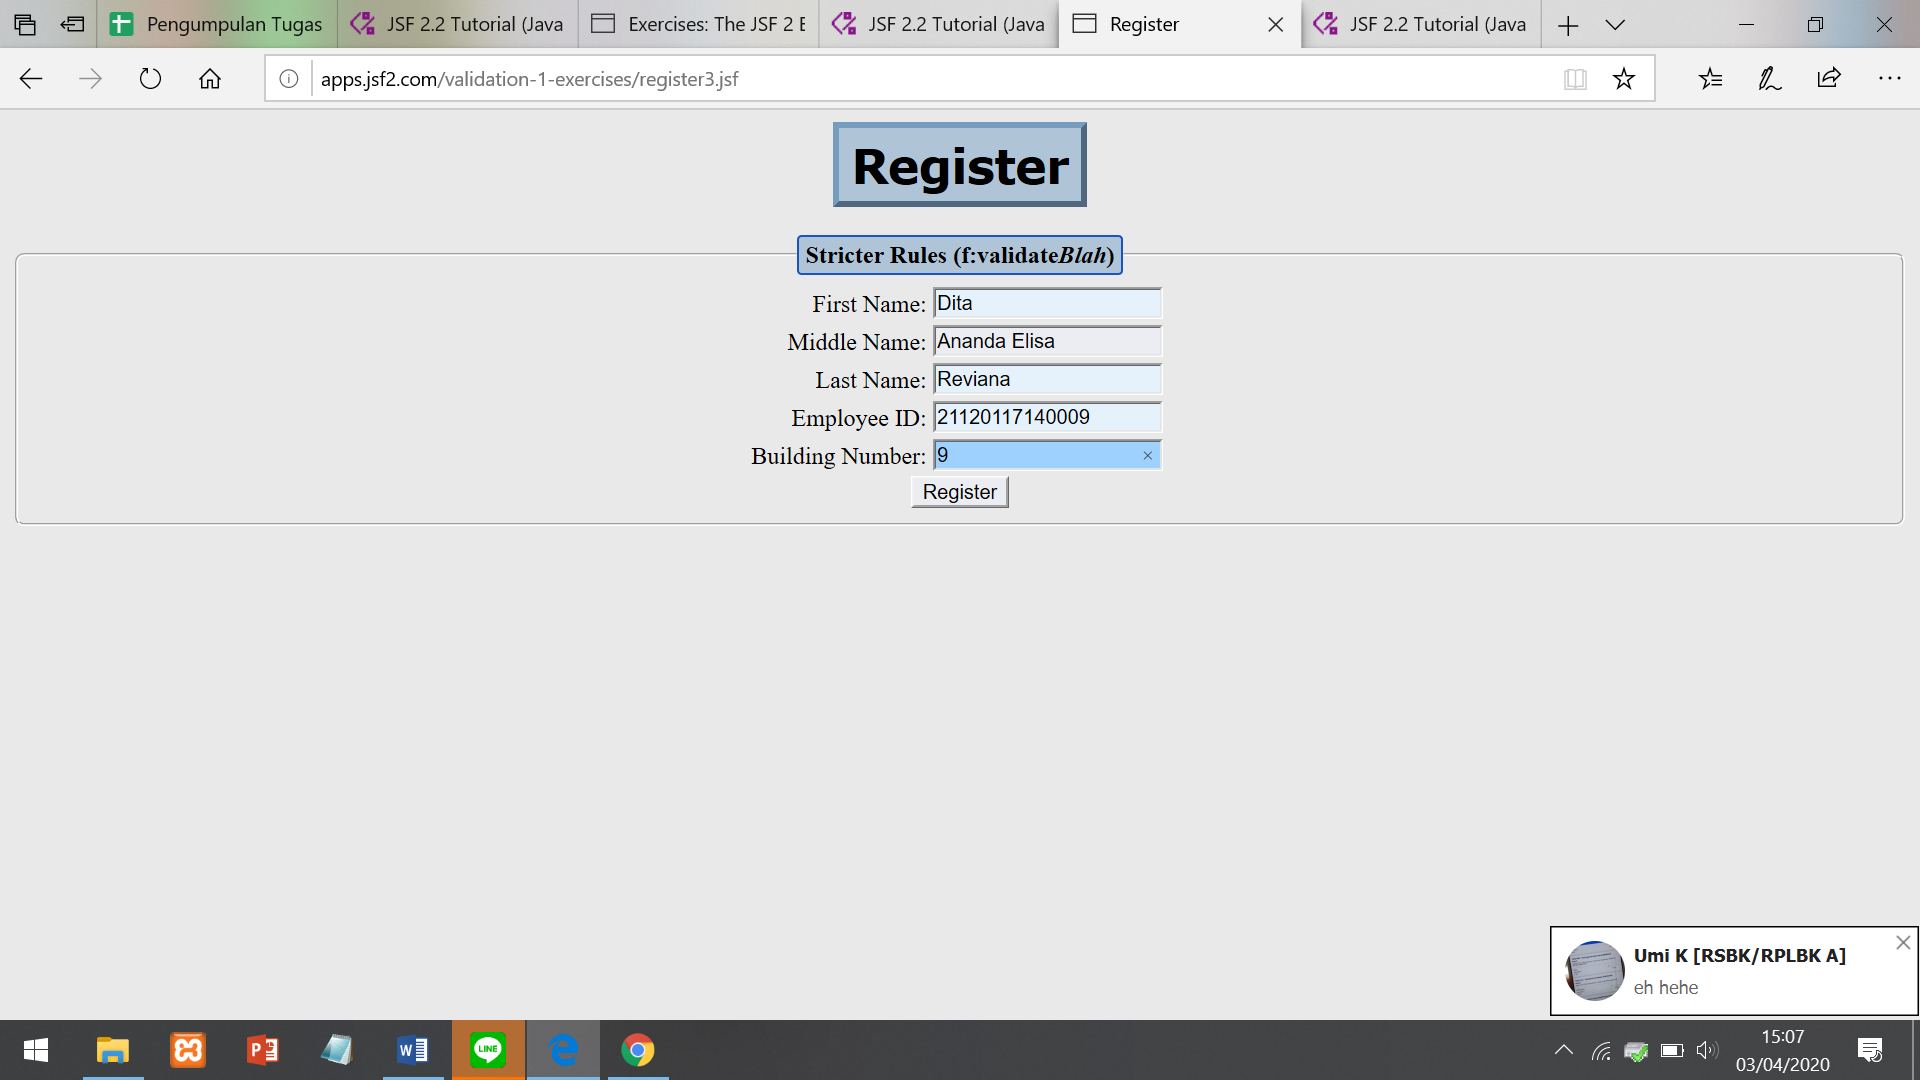 Pengumpulan Tugas
JSF 2.2 Tutorial (Java
Exercises: The JSF 2 E
JSF 2.2 Tutorial (Java
Register
JSF 2.2 Tutorial (Java
apps.jsf2.com/validation-1-exercises/register3.jsf
Register
Stricter Rules (f:validateBlah)
First Name: Dita
Middle Name: Ananda Elisa
Last Name: Reviana
Employee ID: 21120117140009
Building Number: 9
Register
Umi K [RSBK/RPLBK A]
eh hehe
LINE
15:07
03/04/2020